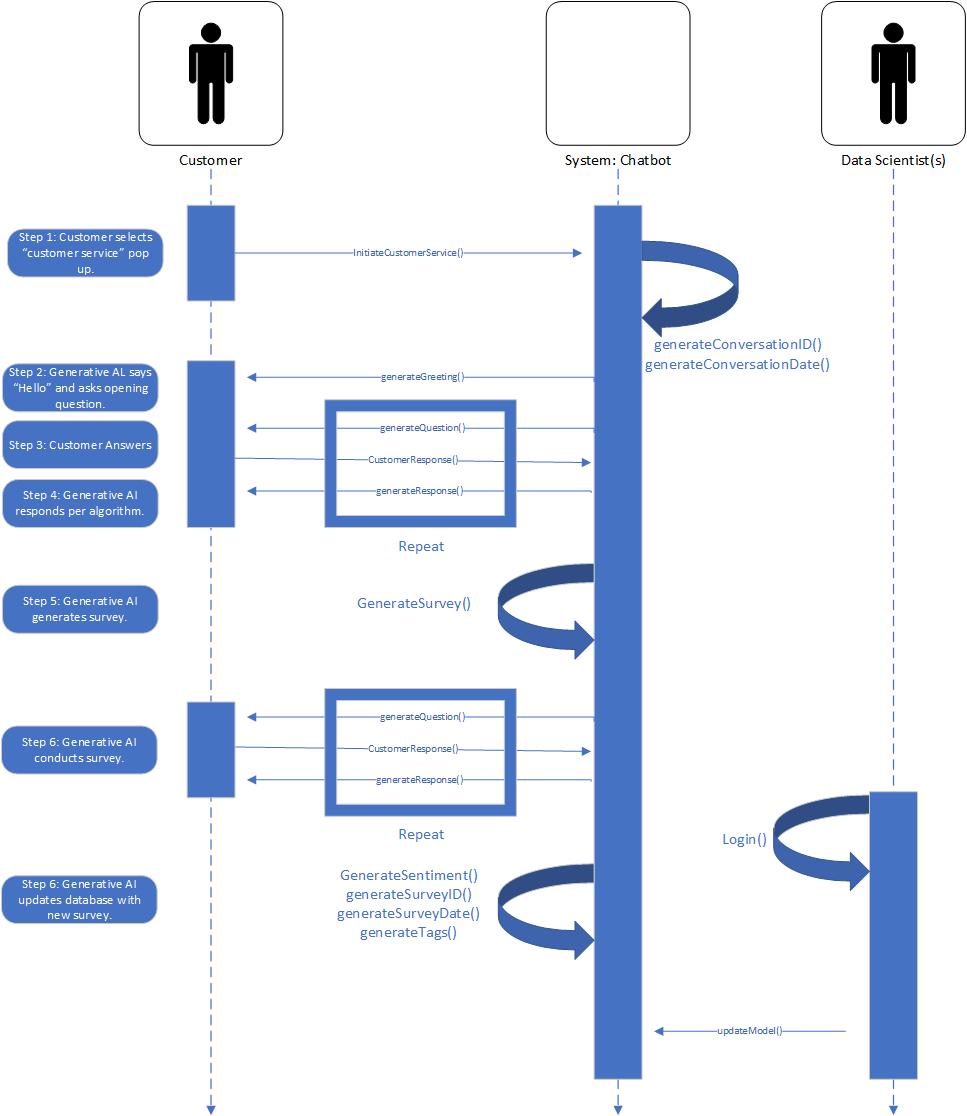 Customer
System: Chatbot
Data Scientist(s)
Step 1: Customer selects
“customer service” pop
up.
InitiateCustomerService()
generateConversationID()
generateConversationDate()
Step 2: Generative AL says
“Hello” and asks opening
question.
generateGreeting()
Step 3: Customer Answers
generateQuestion()
CustomerResponse()
Step 4: Generative AI
responds per algorithm.
generateResponse()
Repeat
Step 5: Generative AI
generates survey.
GenerateSurvey()
Step 6: Generative AI
conducts survey.
generateQuestion()
CustomerResponse()
generateResponse()
Repeat
Login()
Step 6: Generative AI
updates database with
new survey.
GenerateSentiment()
generateSurveyID()
generateSurveyDate()
generateTags()
updateModel()